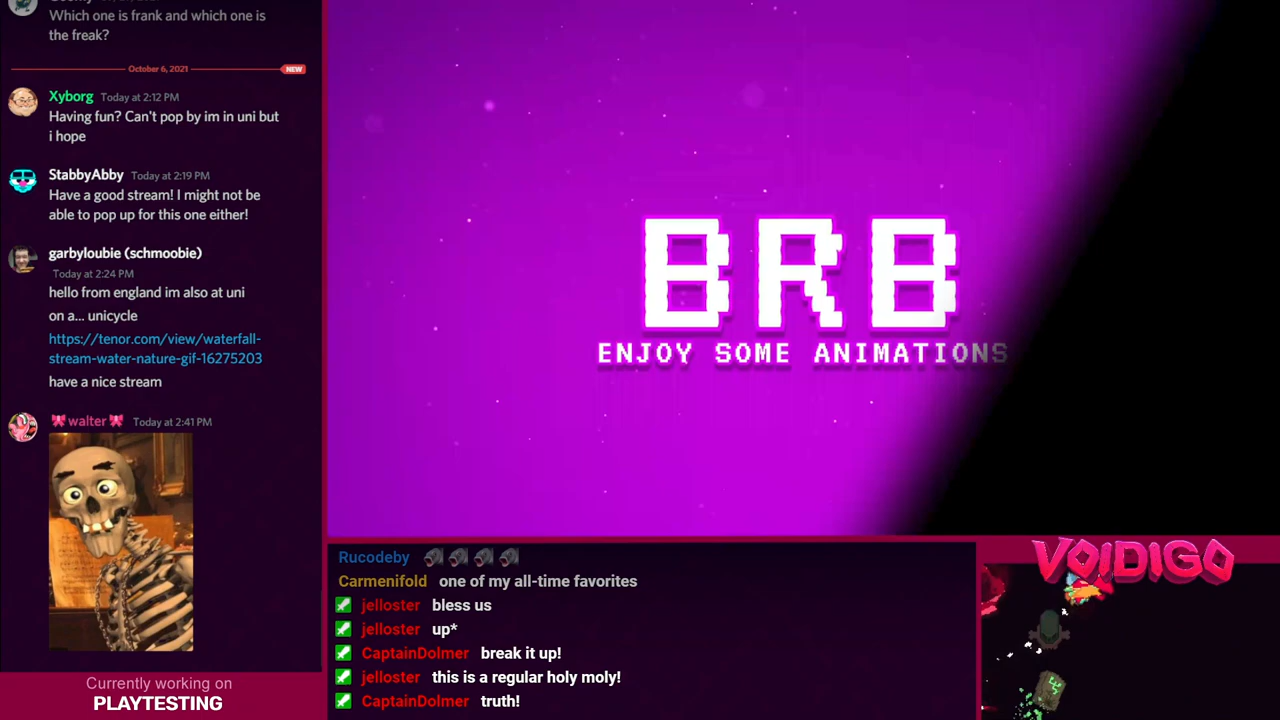 Which one is frank and which one is
the freak?
October 6, 2021
NEW
Xyborg Today at 2:12 PM
Having fun? Can't pop by im in uni but
i hope
StabbyAbby Today at 2:19 PM
Have a good stream! I might not be
able to pop up for this one either!
garbyloubie (schmoobie)
Today at 2:24 PM
hello from england im also at uni
on a... unicycle
https://tenor.com/view/waterfall-
stream-water-nature-gif-16275203
have a nice stream
walter Today at 2:41 PM
Currently working on
PLAYTESTING
BRB
ENJOY SOME ANIMATIONS
Rucodeby
Carmenifold one of my all-time favorites
jelloster bless us
jelloster up*
CaptainDolmer break it up!
jelloster this is a regular holy moly!
CaptainDolmer truth!
VOIDIGO